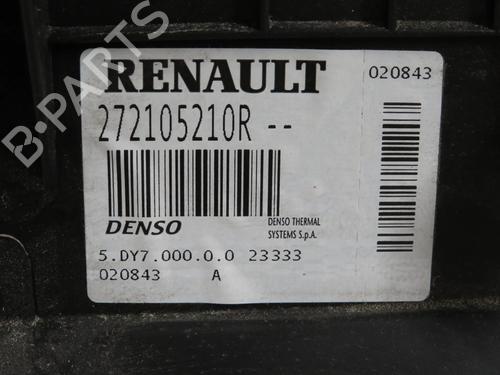 RENAULT
020843
272105210R --
DENSO
DENSO THERMAL
SYSTEMS S.p.A.
5.DY7.000.0.0 23333
020843 A
B-PARTS